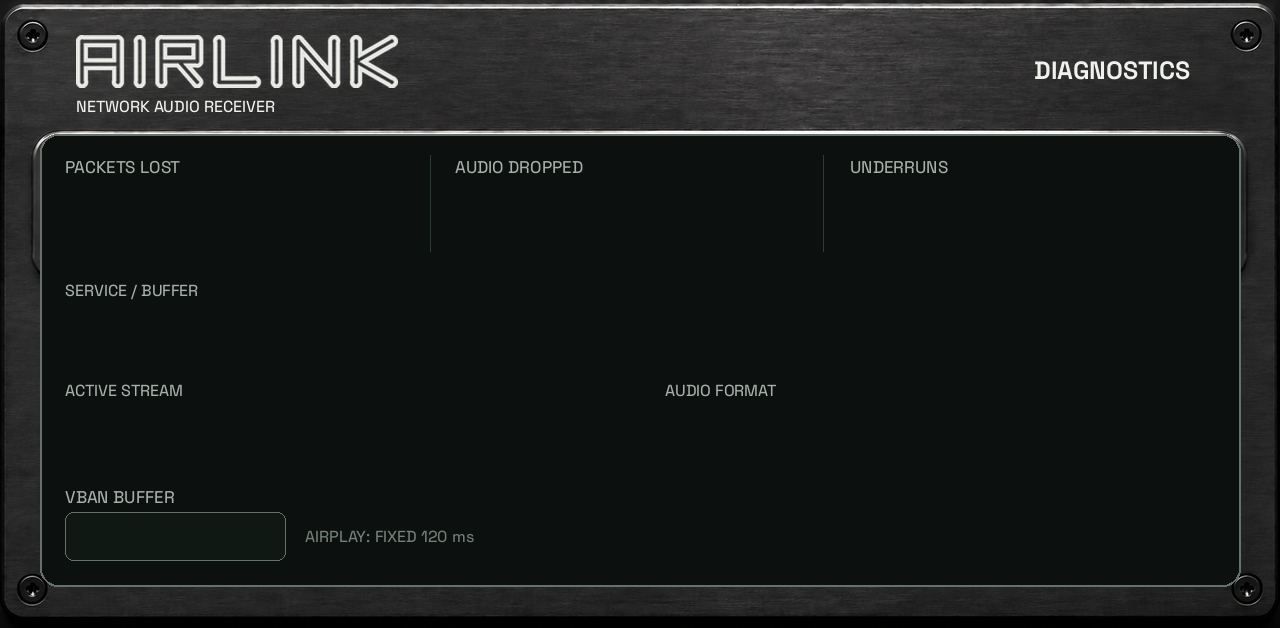 AIRLINK
NETWORK AUDIO RECEIVER
DIAGNOSTICS
PACKETS LOST
AUDIO DROPPED
UNDERRUNS
SERVICE / BUFFER
ACTIVE STREAM
AUDIO FORMAT
VBAN BUFFER
AIRPLAY: FIXED 120 ms